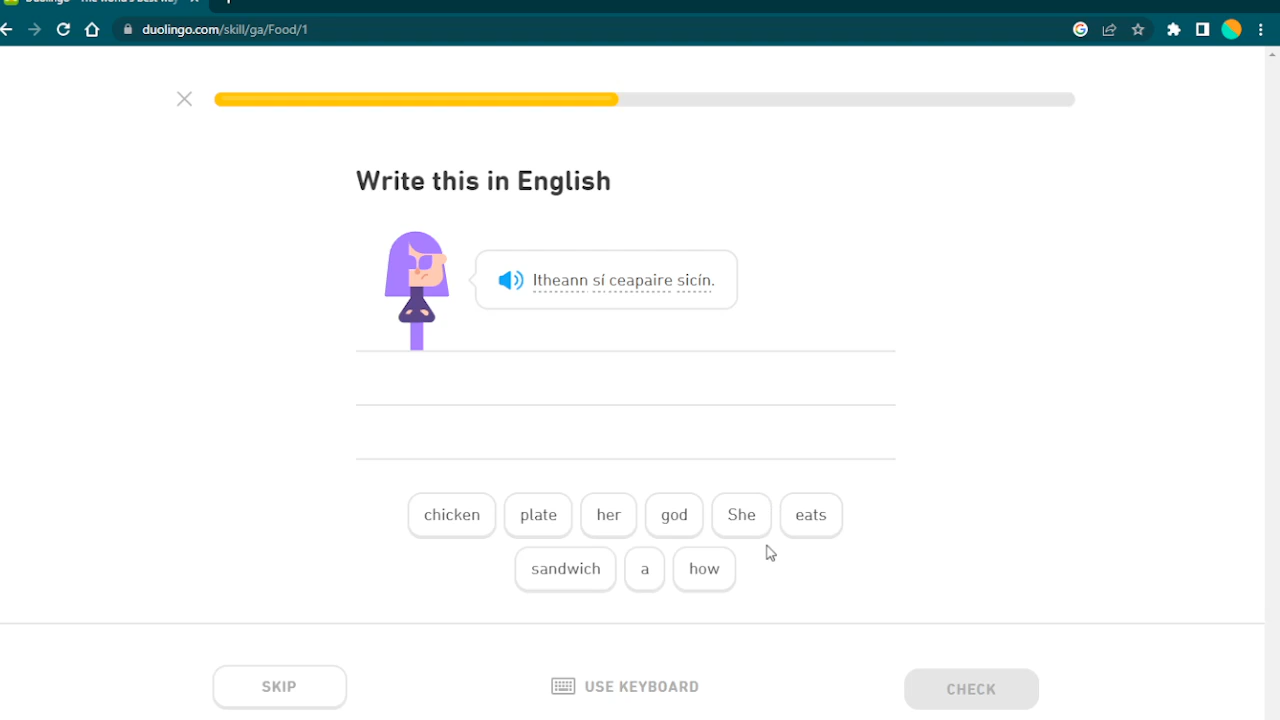 duolingo.com/skill/ga/Food/1
Write this in English
Itheann sí ceapaire sicín.
chicken plate her god She eats
sandwich a how
SKIP USE KEYBOARD CHECK